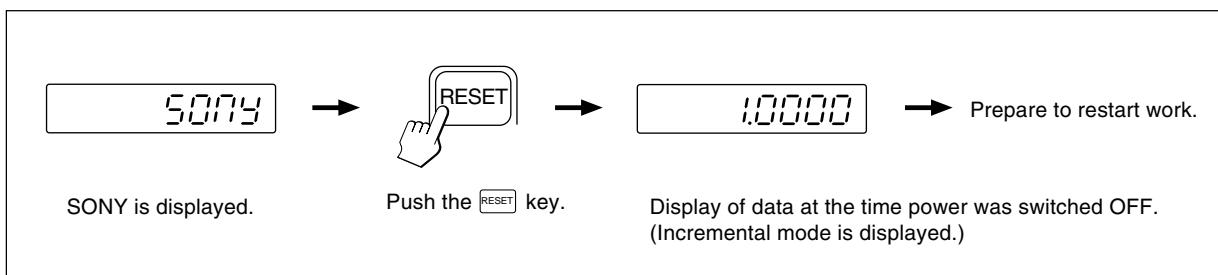 SONY
RESET
1.0000
Prepare to restart work.
SONY is displayed.
Push the RESET key.
Display of data at the time power was switched OFF.
(Incremental mode is displayed.)